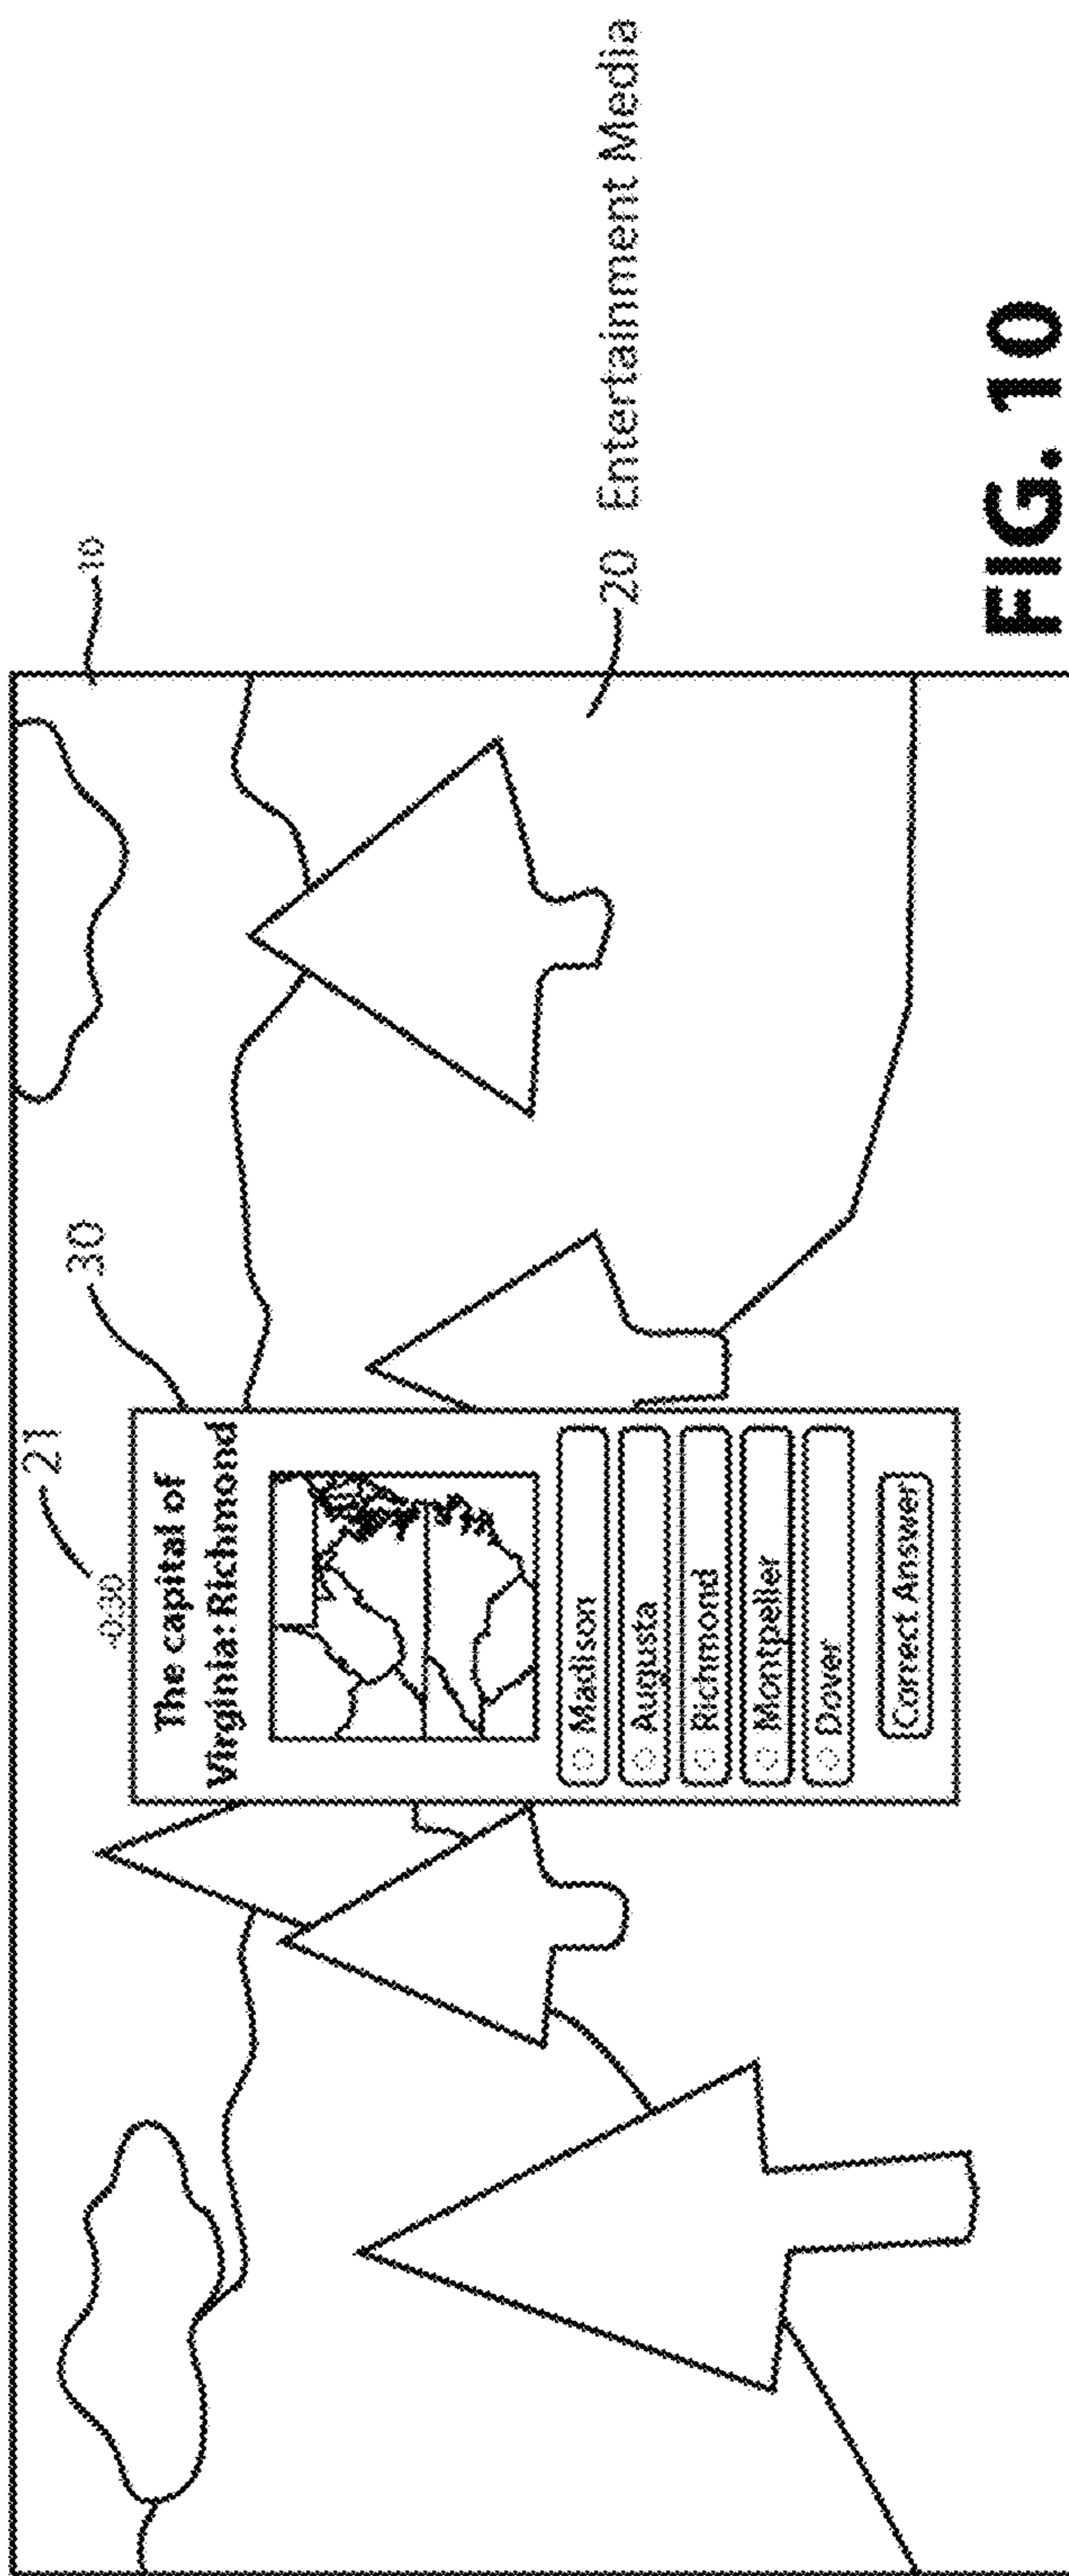 21
30
10
-0:30
The capital of
Virginia: Richmond
Madison
Augusta
Richmond
Montpelier
Dover
Correct Answer
20 Entertainment Media
FIG. 10